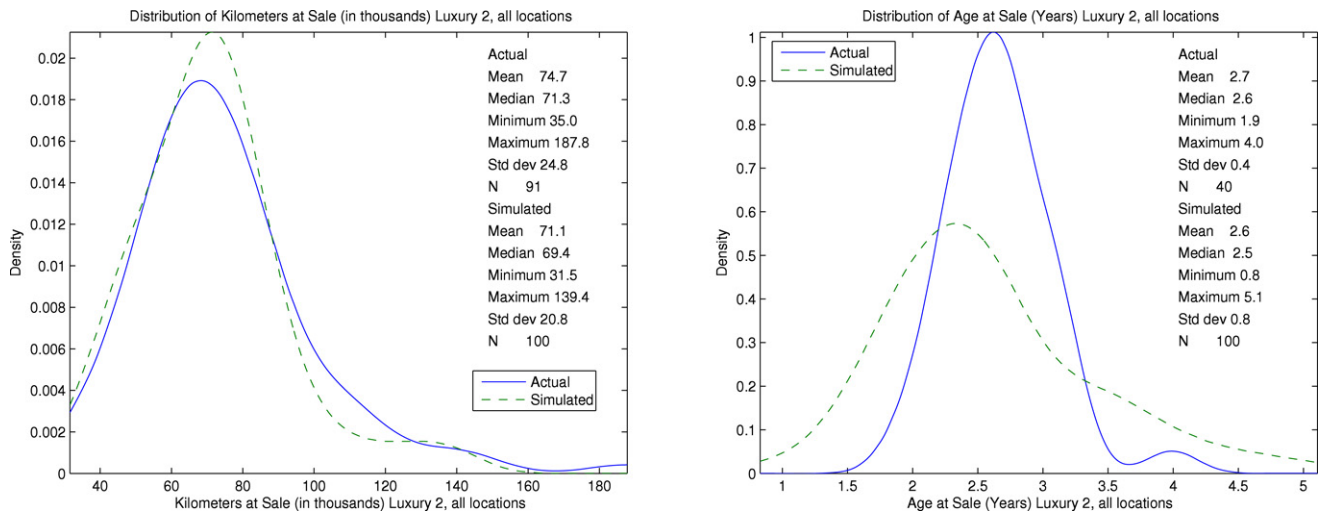 Distribution of Kilometers at Sale (in thousands) Luxury 2, all locations
0.02
0.018
0.016
0.014
0.012
0.01
0.008
0.006
0.004
0.002
0
Density
Actual
Mean 74.7
Median 71.3
Minimum 35.0
Maximum 187.8
Std dev 24.8
N 91
Simulated
Mean 71.1
Median 69.4
Minimum 31.5
Maximum 139.4
Std dev 20.8
N 100
Actual
Simulated
40 60 80 100 120 140 160 180
Kilometers at Sale (in thousands) Luxury 2, all locations
Distribution of Age at Sale (Years) Luxury 2, all locations
Actual
Simulated
1
0.9
0.8
0.7
0.6
0.5
0.4
0.3
0.2
0.1
0
Density
Actual
Mean 2.7
Median 2.6
Minimum 1.9
Maximum 4.0
Std dev 0.4
N 40
Simulated
Mean 2.6
Median 2.5
Minimum 0.8
Maximum 5.1
Std dev 0.8
N 100
1 1.5 2 2.5 3 3.5 4 4.5 5
Age at Sale (Years) Luxury 2, all locations